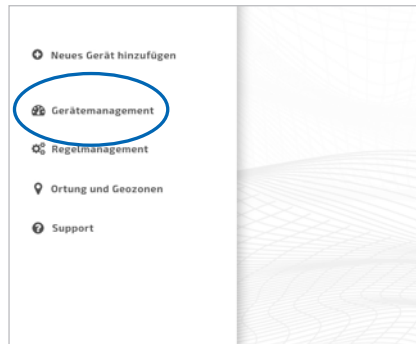 Neues Gerät hinzufügen
Gerätemanagement
Regelmanagement
Ortung und Geozonen
Support